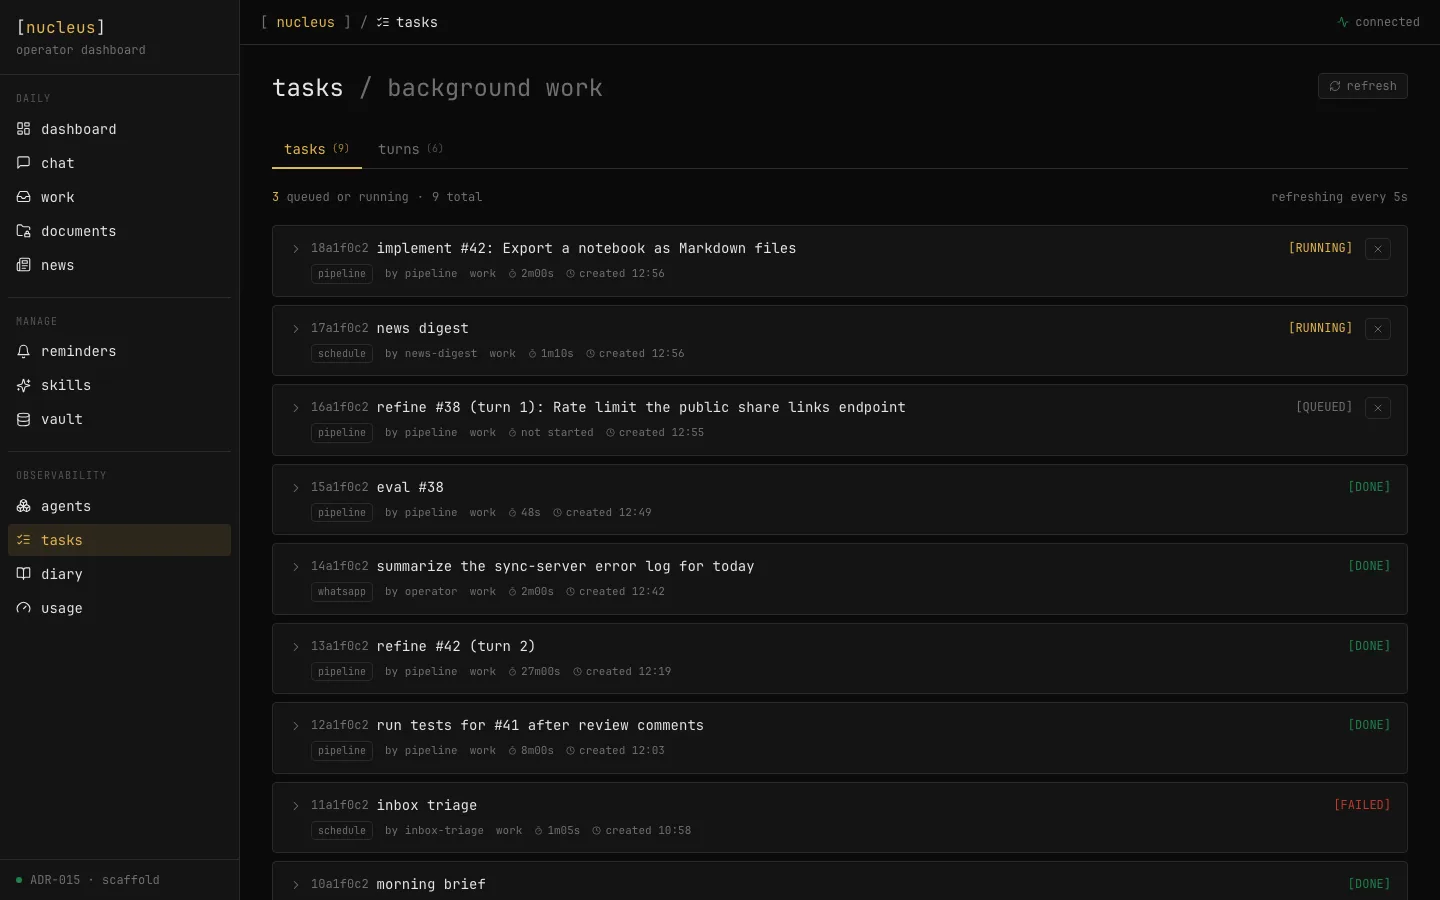 [nucleus]
operator dashboard
DAILY
dashboard
chat
work
documents
news
MANAGE
reminders
skills
vault
OBSERVABILITY
agents
tasks
diary
usage
ADR-015 · scaffold
[ nucleus ] / tasks
connected
tasks / background work
refresh
tasks (9) turns (6)
3 queued or running · 9 total
refreshing every 5s
18a1f0c2 implement #42: Export a notebook as Markdown files [RUNNING]
pipeline by pipeline work 2m00s created 12:56
17a1f0c2 news digest [RUNNING]
schedule by news-digest work 1m10s created 12:56
16a1f0c2 refine #38 (turn 1): Rate limit the public share links endpoint [QUEUED]
pipeline by pipeline work not started created 12:55
15a1f0c2 eval #38 [DONE]
pipeline by pipeline work 48s created 12:49
14a1f0c2 summarize the sync-server error log for today [DONE]
whatsapp by operator work 2m00s created 12:42
13a1f0c2 refine #42 (turn 2) [DONE]
pipeline by pipeline work 27m00s created 12:19
12a1f0c2 run tests for #41 after review comments [DONE]
pipeline by pipeline work 8m00s created 12:03
11a1f0c2 inbox triage [FAILED]
schedule by inbox-triage work 1m05s created 10:58
10a1f0c2 morning brief [DONE]